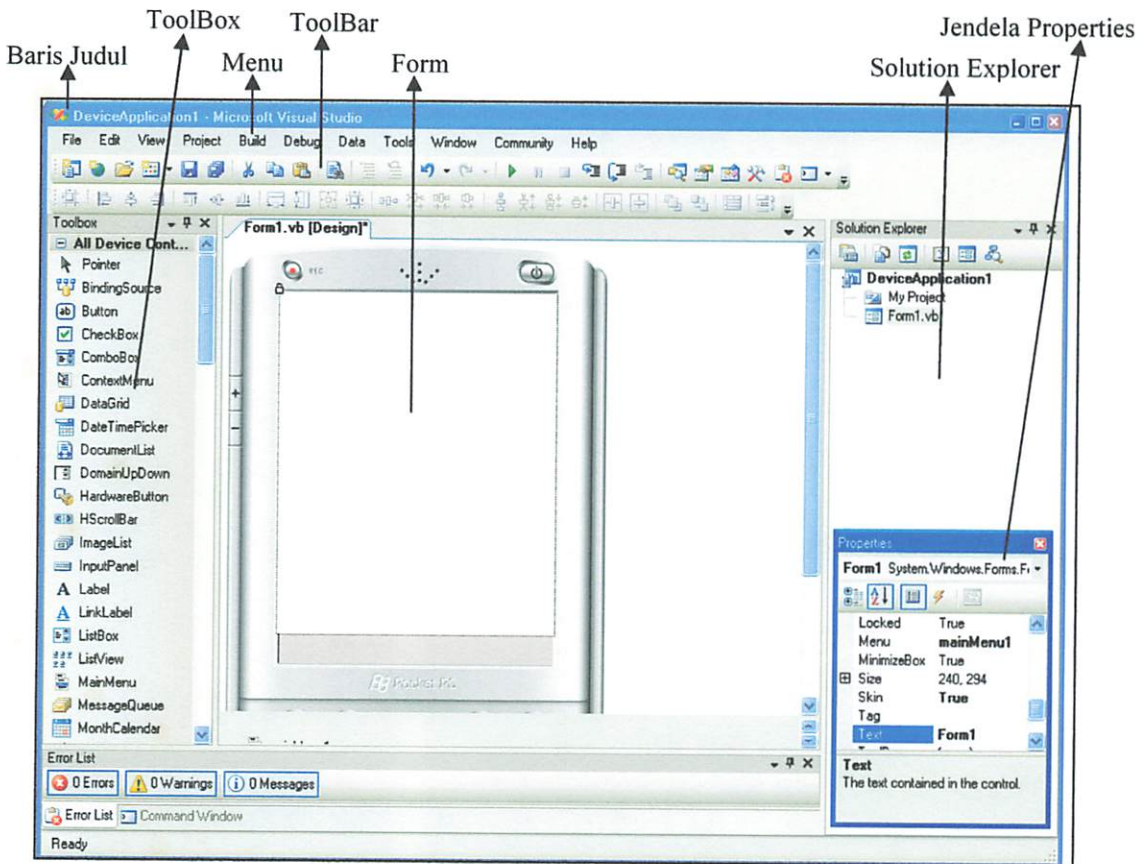 ToolBox
ToolBar
Jendela Properties
Baris Judul
Menu
Form
Solution Explorer
DeviceApplication1 - Microsoft Visual Studio
File Edit View Project Build Debug Data Tools Window Community Help
Toolbox
All Device Cont...
Pointer
BindingSource
Button
CheckBox
ComboBox
ContextMenu
DataGrid
DateTimePicker
DocumentList
DomainUpDown
HardwareButton
HScrollBar
ImageList
InputPanel
Label
LinkLabel
ListBox
ListView
MainMenu
MessageQueue
MonthCalendar
Form1.vb [Design]*
REC
Pocket PC
Solution Explorer
DeviceApplication1
My Project
Form1.vb
Properties
Form1 System.Windows.Forms.Fo
Locked True
Menu mainMenu1
MinimizeBox True
Size 240, 294
Skin True
Tag
Text Form1
Text
The text contained in the control.
Error List
0 Errors 0 Warnings 0 Messages
Error List Command Window
Ready